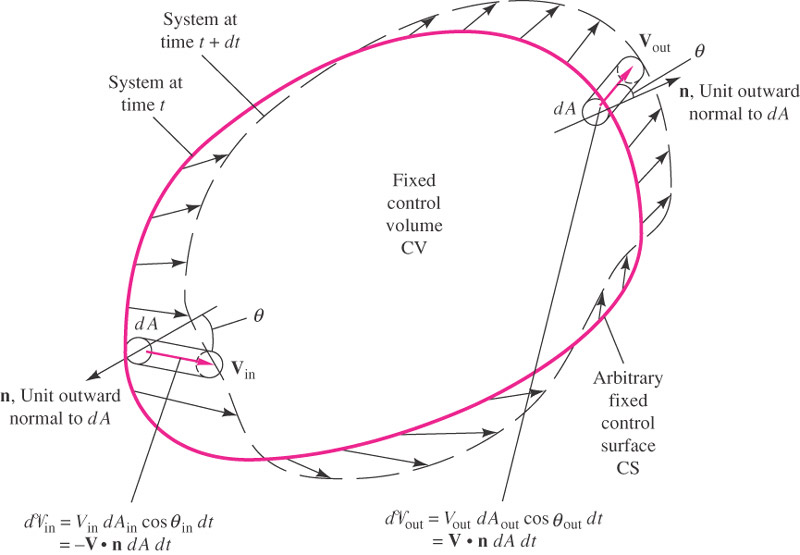 System at
time t + dt
System at
time t
V_out
θ
n, Unit outward
normal to dA
dA
Fixed
control
volume
CV
dA
θ
V_in
n, Unit outward
normal to dA
Arbitrary
fixed
control
surface
CS
d𝒱_in = V_in dA_in cos θ_in dt
= –V • n dA dt
d𝒱_out = V_out dA_out cos θ_out dt
= V • n dA dt